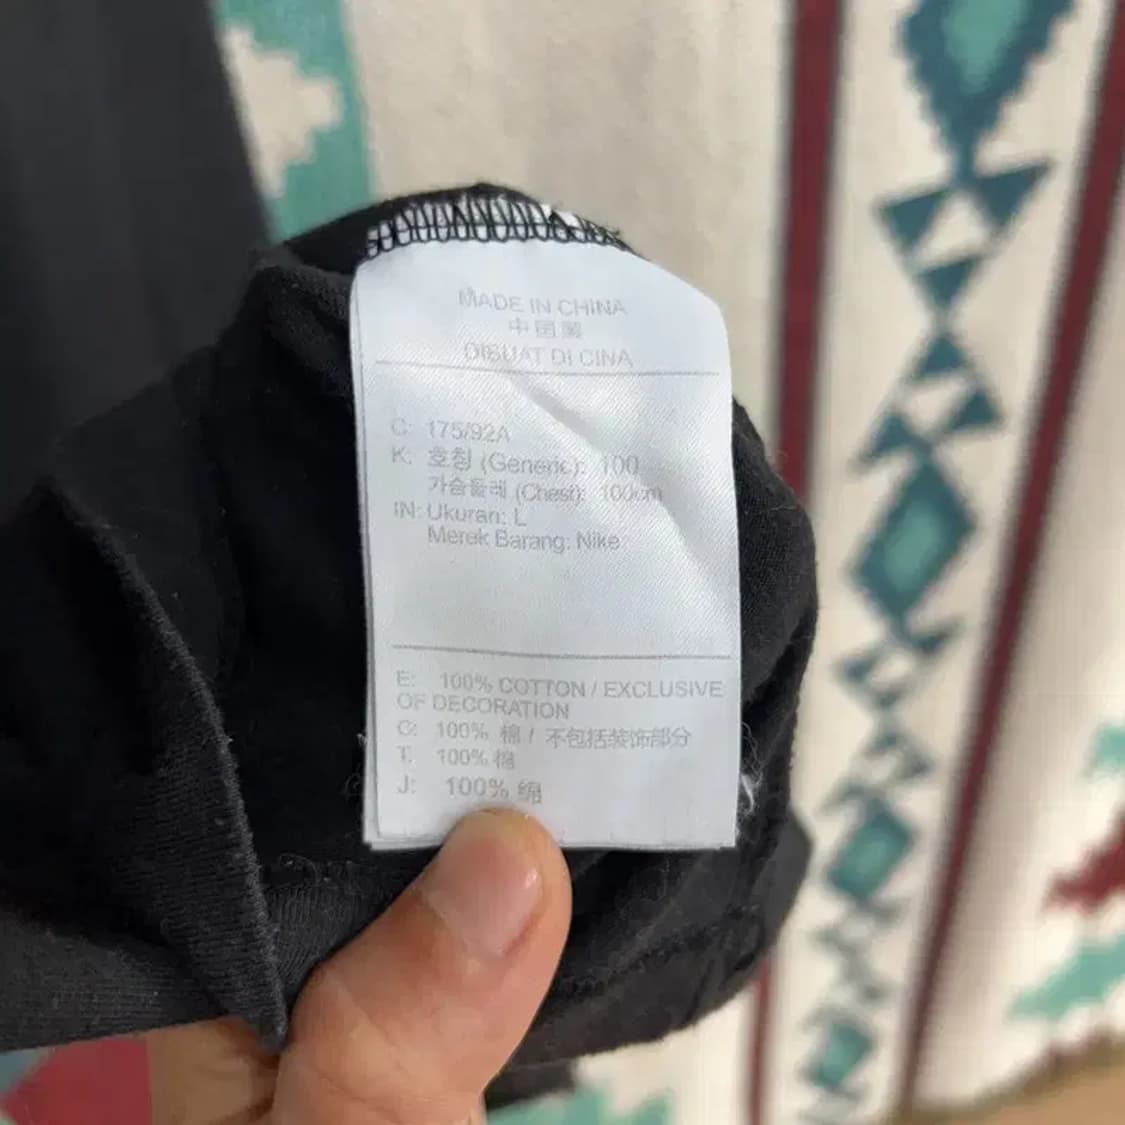 MADE IN CHINA
中国製
DIBUAT DI CINA
C: 175/92A
K: 호칭 (Generic): 100
가슴둘레 (Chest): 100cm
IN: Ukuran: L
Merek Barang: Nike
E: 100% COTTON / EXCLUSIVE
OF DECORATION
G: 100% 棉 / 不包括装饰部分
T: 100% 棉
J: 100% 綿